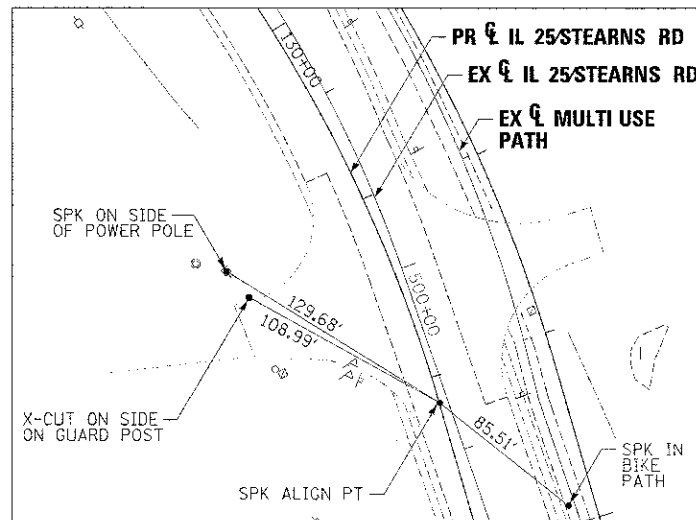 PR ℄ IL 25/STEARNS RD
EX ℄ IL 25/STEARNS RD
EX ℄ MULTI USE
PATH
130+00
SPK ON SIDE
OF POWER POLE
129.68'
108.99'
500+00
X-CUT ON SIDE
ON GUARD POST
85.51'
SPK ALIGN PT
SPK IN
BIKE
PATH